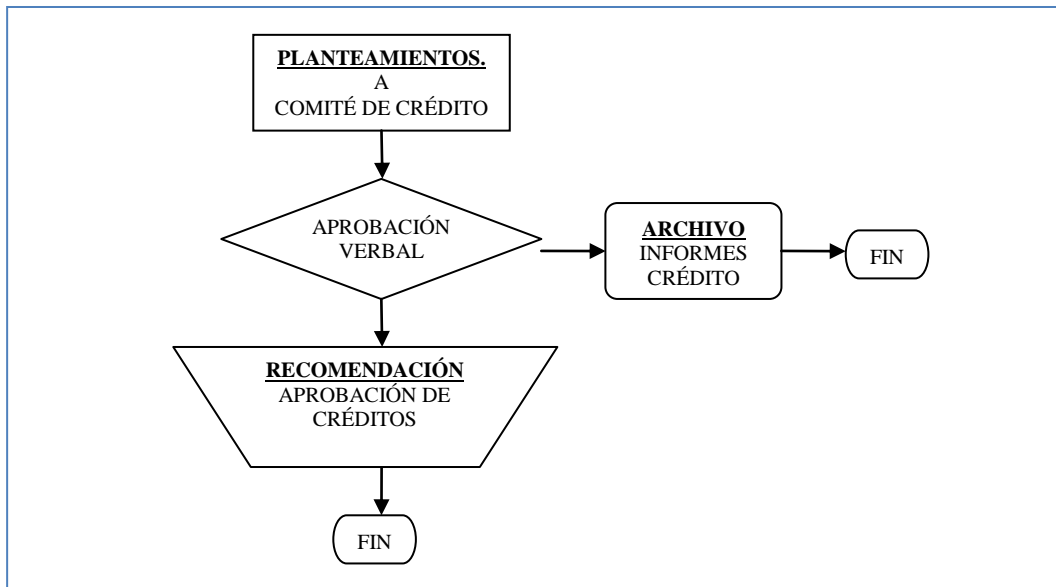 PLANTEAMIENTOS.
A
COMITÉ DE CRÉDITO
APROBACIÓN
VERBAL
ARCHIVO
INFORMES
CRÉDITO
FIN
RECOMENDACIÓN
APROBACIÓN DE
CRÉDITOS
FIN